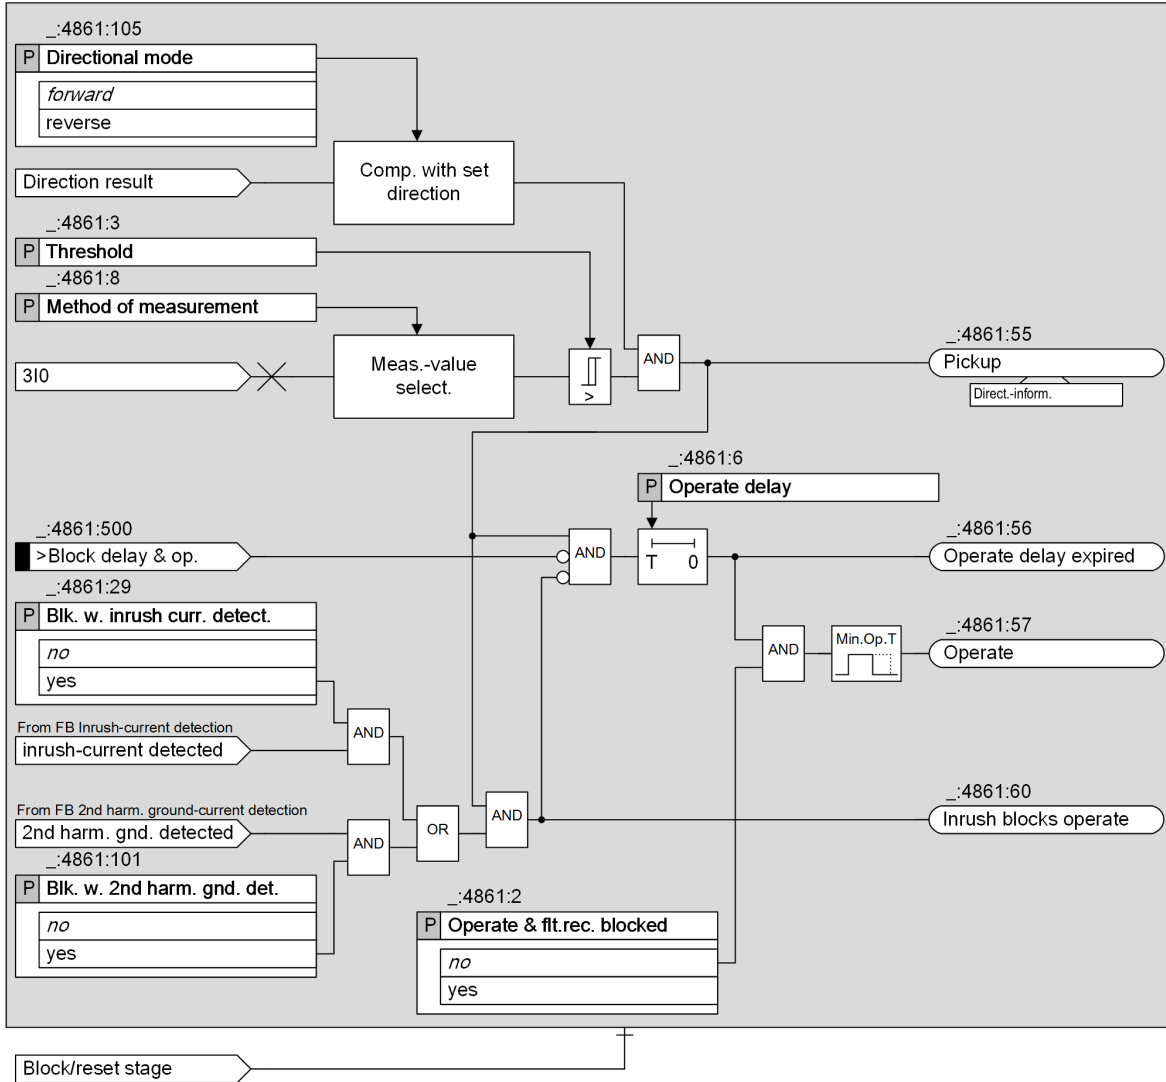 _:4861:105
P Directional mode
forward
reverse
Direction result
Comp. with set
direction
_:4861:3
P Threshold
_:4861:8
P Method of measurement
3I0
Meas.-value
select.
>
AND
_:4861:55
Pickup
Direct.-inform.
_:4861:6
P Operate delay
_:4861:500
>Block delay & op.
AND
T 0
_:4861:56
Operate delay expired
_:4861:29
P Blk. w. inrush curr. detect.
no
yes
AND
Min.Op.T
_:4861:57
Operate
From FB Inrush-current detection
inrush-current detected
AND
From FB 2nd harm. ground-current detection
2nd harm. gnd. detected
AND
OR
AND
_:4861:60
Inrush blocks operate
_:4861:101
P Blk. w. 2nd harm. gnd. det.
no
yes
_:4861:2
P Operate & flt.rec. blocked
no
yes
Block/reset stage